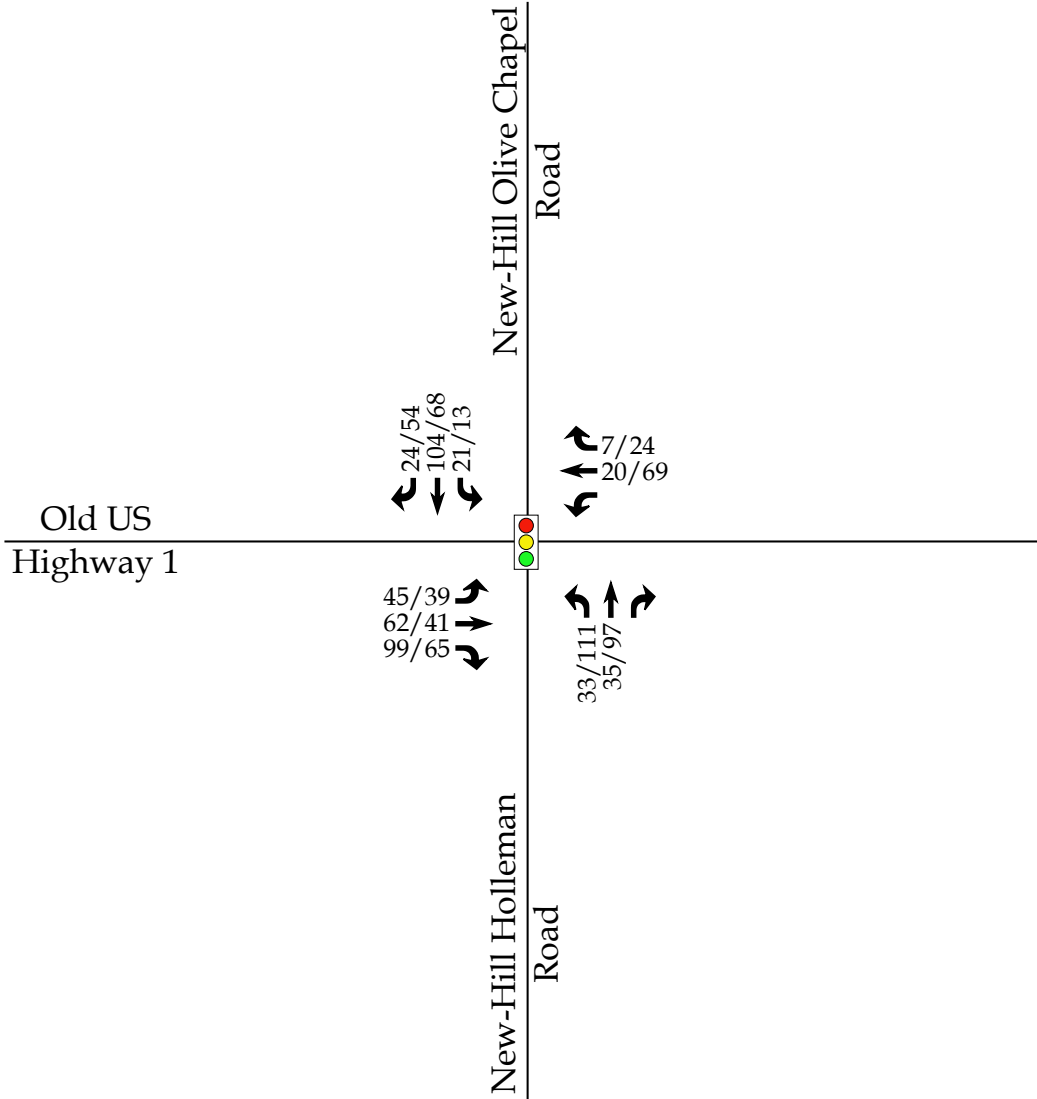 New-Hill Olive Chapel
Road
24/54
104/68
21/13
7/24
20/69
Old US
Highway 1
45/39
62/41
99/65
33/111
35/97
New-Hill Holleman
Road